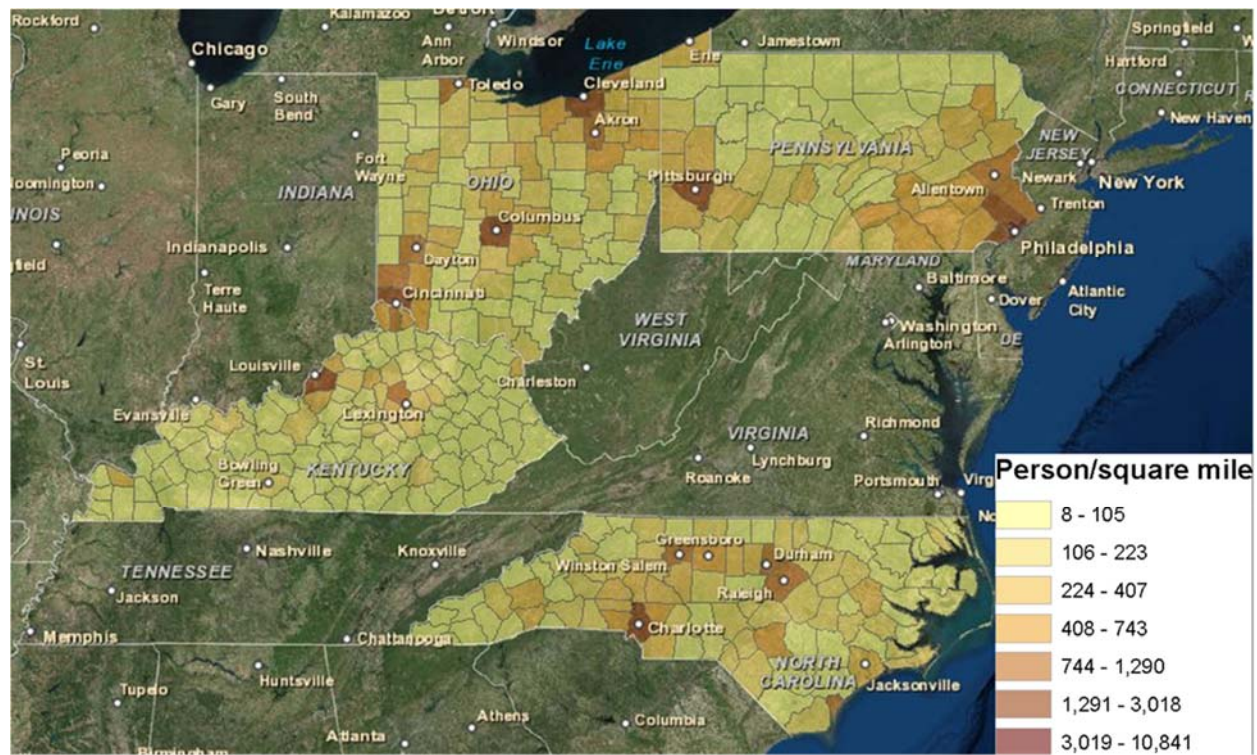 Rockford
Kalamazoo
Detroit
Chicago
Ann
Arbor
Windsor
Lake
Erie
Erie
Jamestown
Springfield
Hartford
CONNECTICUT
Toledo
Cleveland
Gary
South
Bend
Akron
New Haven
NEW
JERSEY
Peoria
Fort
Wayne
PENNSYLVANIA
Bloomington
INDIANA
OHIO
Pittsburgh
Allentown
Newark
New York
Trenton
Columbus
Indianapolis
Dayton
Philadelphia
MARYLAND
Baltimore
Terre
Haute
Cincinnati
Dover
Atlantic
City
WEST
VIRGINIA
Washington
Arlington
DE
St.
Louis
Louisville
Charleston
Evansville
Lexington
Richmond
VIRGINIA
Lynchburg
Roanoke
Bowling
Green
KENTUCKY
Portsmouth
Virg
Person/square mile
8 - 105
106 - 223
224 - 407
408 - 743
744 - 1,290
1,291 - 3,018
3,019 - 10,841
Nashville
Knoxville
Greensboro
Durham
Winston Salem
TENNESSEE
Raleigh
Jackson
Memphis
Chattanooga
Charlotte
NORTH
CAROLINA
Jacksonville
Huntsville
Tupelo
Athens
Columbia
Atlanta
Birmingham